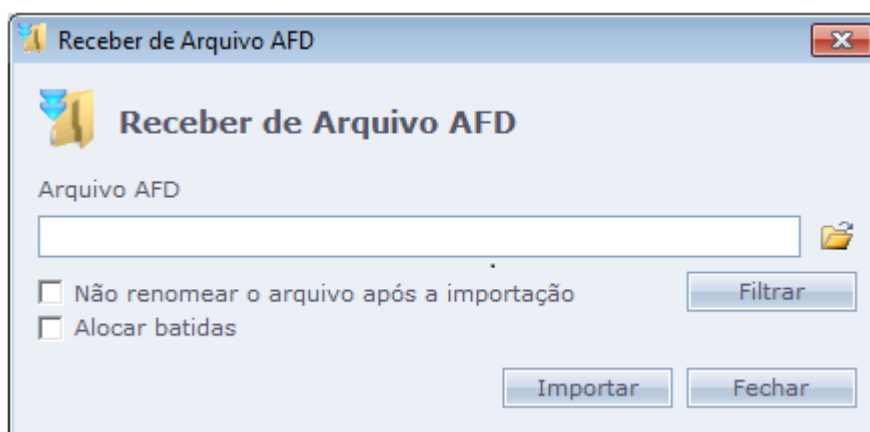 Receber de Arquivo AFD
Receber de Arquivo AFD
Arquivo AFD
Não renomear o arquivo após a importação
Filtrar
Alocar batidas
Importar
Fechar